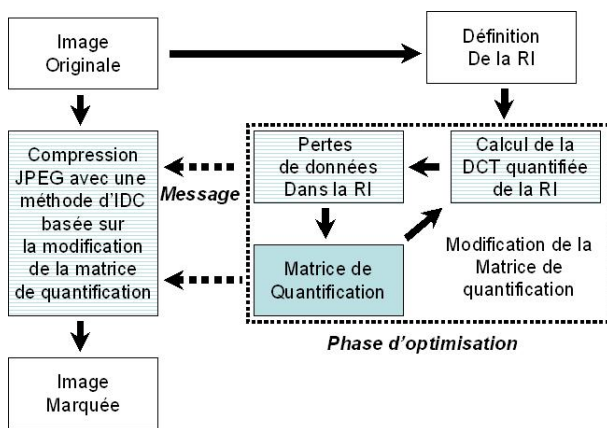 Image
Originale
Définition
De la RI
Compression
JPEG avec une
méthode d'IDC
basée sur
la modification
de la matrice
de quantification
Message
Pertes
de données
Dans la RI
Calcul de la
DCT quantifiée
de la RI
Matrice de
Quantification
Modification de la
Matrice de
quantification
Phase d'optimisation
Image
Marquée